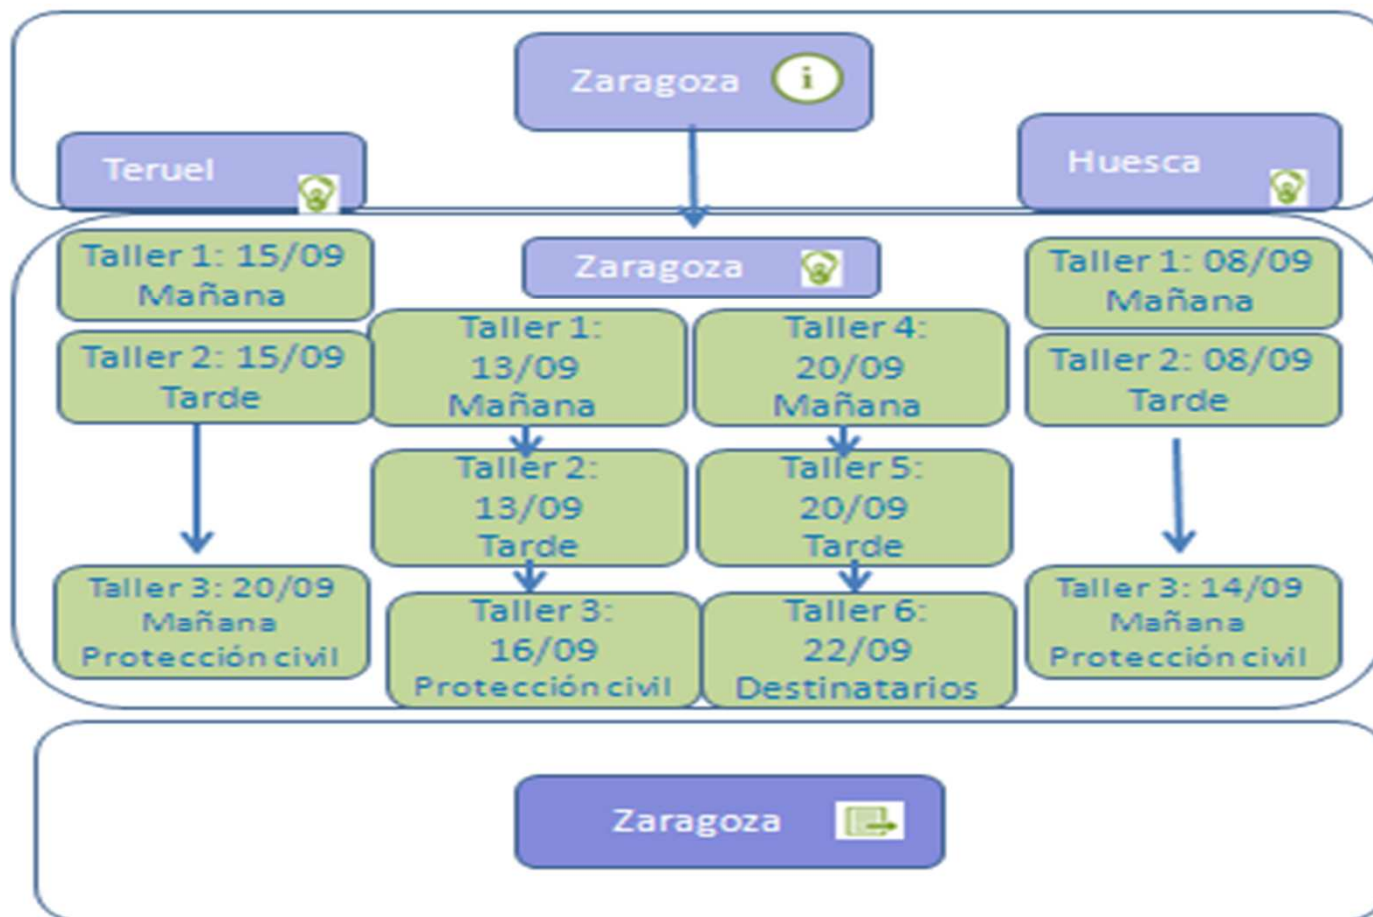 Zaragoza
i
Teruel
Huesca
Taller 1: 15/09
Mañana
Taller 2: 15/09
Tarde
Taller 3: 20/09
Mañana
Protección civil
Zaragoza
Taller 1:
13/09
Mañana
Taller 2:
13/09
Tarde
Taller 3:
16/09
Protección civil
Taller 4:
20/09
Mañana
Taller 5:
20/09
Tarde
Taller 6:
22/09
Destinatarios
Taller 1: 08/09
Mañana
Taller 2: 08/09
Tarde
Taller 3: 14/09
Mañana
Protección civil
Zaragoza